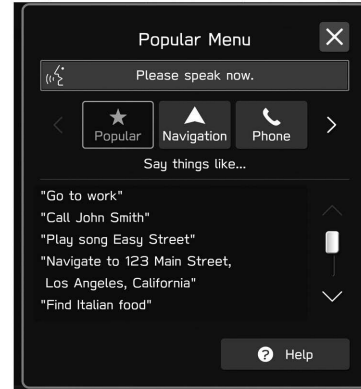 Popular Menu
Please speak now.
Popular
Navigation
Phone
Say things like...
"Go to work"
"Call John Smith"
"Play song Easy Street"
"Navigate to 123 Main Street,
Los Angeles, California"
"Find Italian food"
? Help